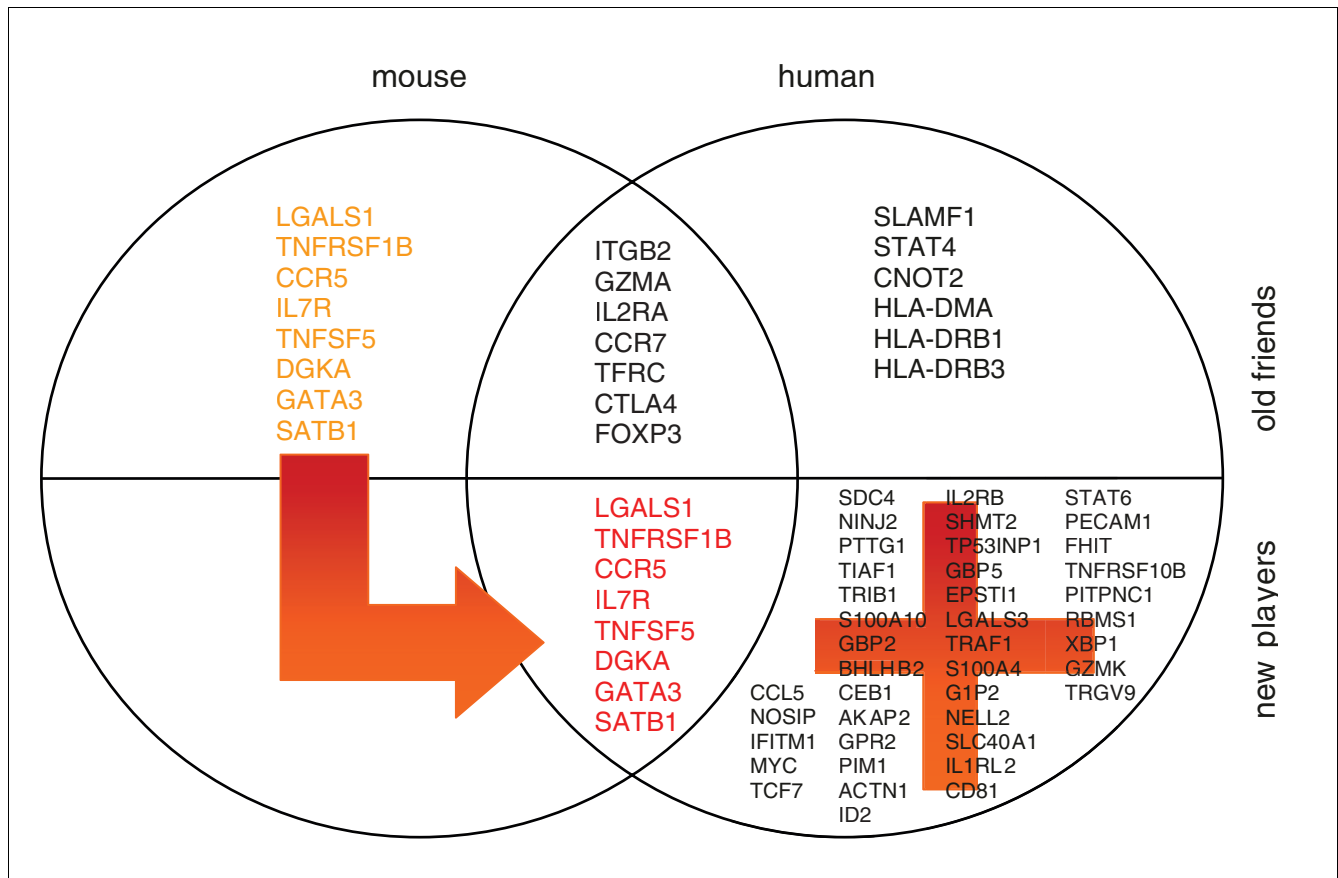 mouse
human
LGALS1
TNFRSF1B
CCR5
IL7R
TNFSF5
DGKA
GATA3
SATB1
ITGB2
GZMA
IL2RA
CCR7
TFRC
CTLA4
FOXP3
SLAMF1
STAT4
CNOT2
HLA-DMA
HLA-DRB1
HLA-DRB3
old friends
LGALS1
TNFRSF1B
CCR5
IL7R
TNFSF5
DGKA
GATA3
SATB1
CCL5
NOSIP
IFITM1
MYC
TCF7
SDC4
NINJ2
PTTG1
TIAF1
TRIB1
S100A10
GBP2
BHLHB2
CEB1
AKAP2
GPR2
PIM1
ACTN1
ID2
IL2RB
SHMT2
TP53INP1
GBP5
EPSTI1
LGALS3
TRAF1
S100A4
G1P2
NELL2
SLC40A1
IL1RL2
CD81
STAT6
PECAM1
FHIT
TNFRSF10B
PITPNC1
RBMS1
XBP1
GZMK
TRGV9
new players